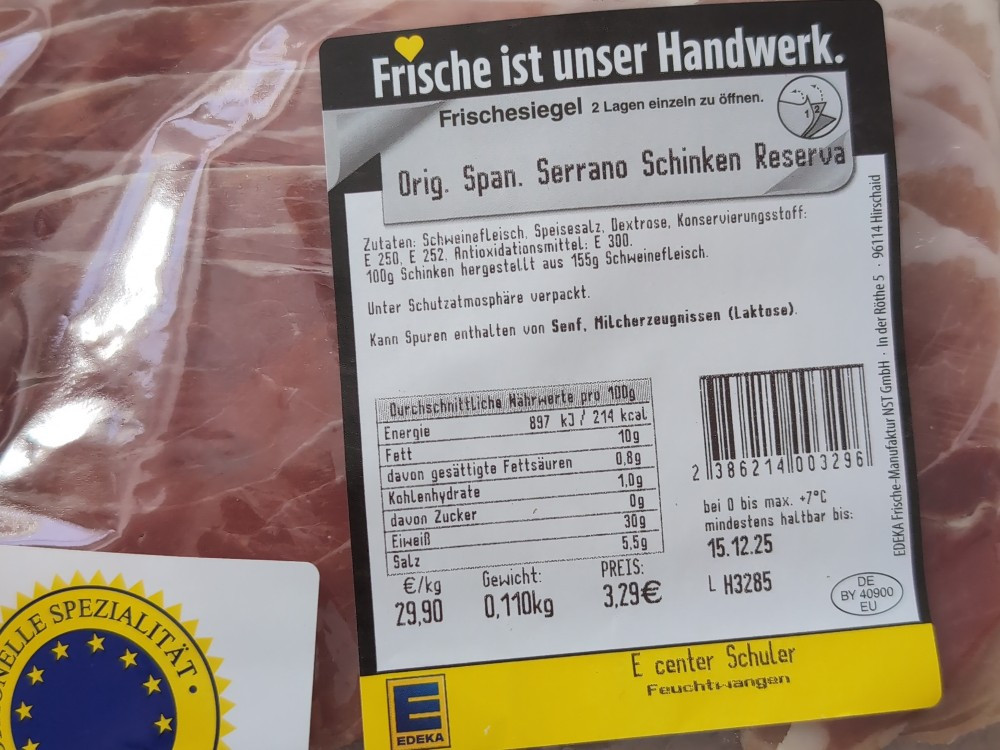 Frische ist unser Handwerk.
Frischesiegel 2 Lagen einzeln zu öffnen.
1 2
Orig. Span. Serrano Schinken Reserva
Zutaten: Schweinefleisch, Speisesalz, Dextrose, Konservierungsstoff:
E 250, E 252, Antioxidationsmittel: E 300.
100g Schinken hergestellt aus 155g Schweinefleisch.
Unter Schutzatmosphäre verpackt.
Kann Spuren enthalten von Senf, Milcherzeugnissen (Laktose).
Durchschnittliche Nährwerte pro 100g
Energie 897 kJ / 214 kcal
Fett 10g
davon gesättigte Fettsäuren 0,8g
Kohlenhydrate 1,0g
davon Zucker 0g
Eiweiß 30g
Salz 5,5g
€/kg Gewicht: PREIS:
29,90 0,110kg 3,29€
2 386214 003296
bei 0 bis max. +7°C
mindestens haltbar bis:
15.12.25
L H3285
DE
BY 40900
EU
EDEKA Frische-Manufaktur NST GmbH · In der Röthe 5 · 96114 Hirschaid
E center Schuler
Feuchtwangen
EDEKA
SPEZIALITÄT •